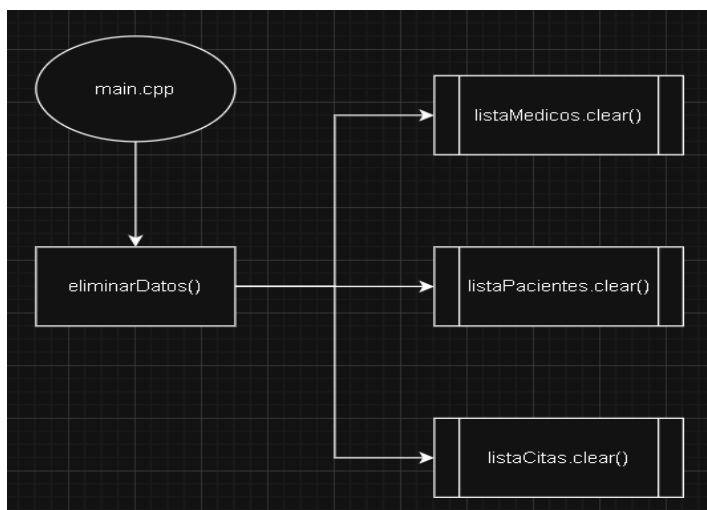 main.cpp
listaMedicos.clear()
eliminarDatos()
listaPacientes.clear()
listaCitas.clear()